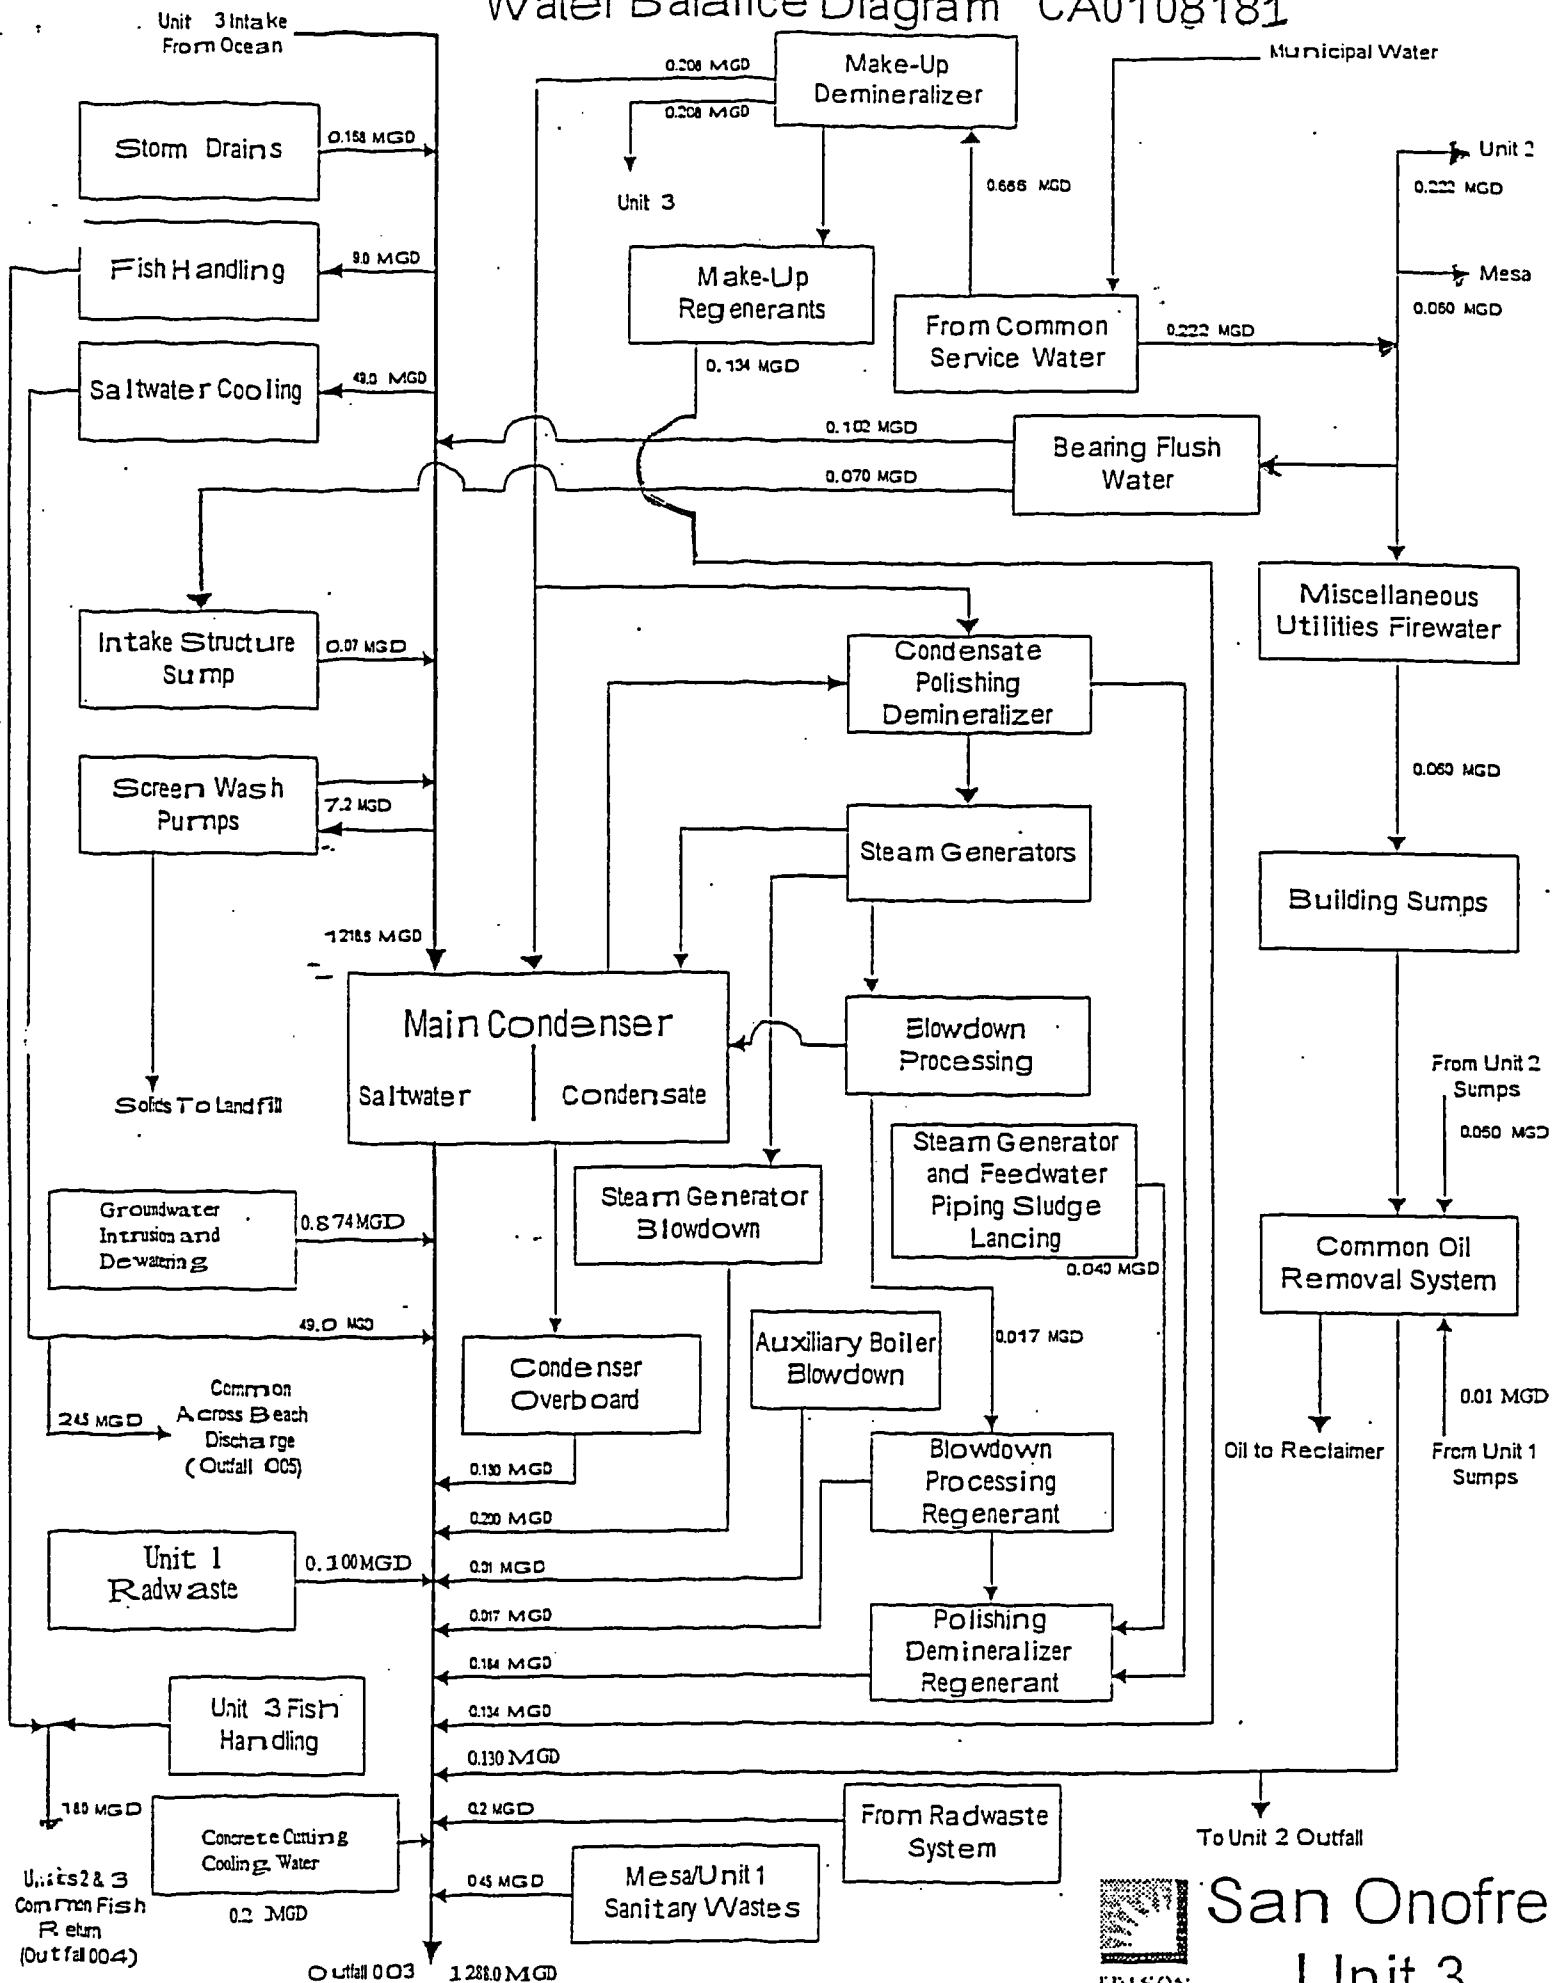 Water Balance Diagram CA0108181
Unit 3 Intake
From Ocean
Municipal Water
0.208 MGD
Make-Up
Demineralizer
0.208 MGD
Storm Drains
0.158 MGD
Unit 2
0.222 MGD
0.666 MGD
Unit 3
Fish Handling
9.0 MGD
Make-Up
Regenerants
Mesa
0.060 MGD
From Common
Service Water
0.222 MGD
0.134 MGD
Saltwater Cooling
49.0 MGD
0.102 MGD
Bearing Flush
Water
0.070 MGD
Miscellaneous
Utilities Firewater
Intake Structure
Sump
0.07 MGD
Condensate
Polishing
Demineralizer
0.060 MGD
Screen Wash
Pumps
7.2 MGD
Steam Generators
Building Sumps
1218.5 MGD
Main Condenser
Saltwater
Condensate
Blowdown
Processing
Solids To Landfill
From Unit 2
Sumps
0.050 MGD
Steam Generator
and Feedwater
Piping Sludge
Lancing
0.040 MGD
Steam Generator
Blowdown
Groundwater
Intrusion and
Dewatering
0.874 MGD
Common Oil
Removal System
49.0 MGD
Condenser
Overboard
Auxiliary Boiler
Blowdown
0.017 MGD
24.5 MGD
Common
Across Beach
Discharge
(Outfall 005)
0.01 MGD
Oil to Reclaimer
From Unit 1
Sumps
0.130 MGD
Blowdown
Processing
Regenerant
0.200 MGD
Unit 1
Radwaste
0.100 MGD
0.01 MGD
0.017 MGD
Polishing
Demineralizer
Regenerant
0.184 MGD
Unit 3 Fish
Handling
0.134 MGD
0.130 MGD
18.0 MGD
Concrete Cutting
Cooling Water
0.2 MGD
0.2 MGD
From Radwaste
System
To Unit 2 Outfall
Units 2 & 3
Common Fish
Return
(Outfall 004)
0.45 MGD
Mesa/Unit 1
Sanitary Wastes
Outfall 003 1288.0 MGD
EDISON
San Onofre
Unit 3